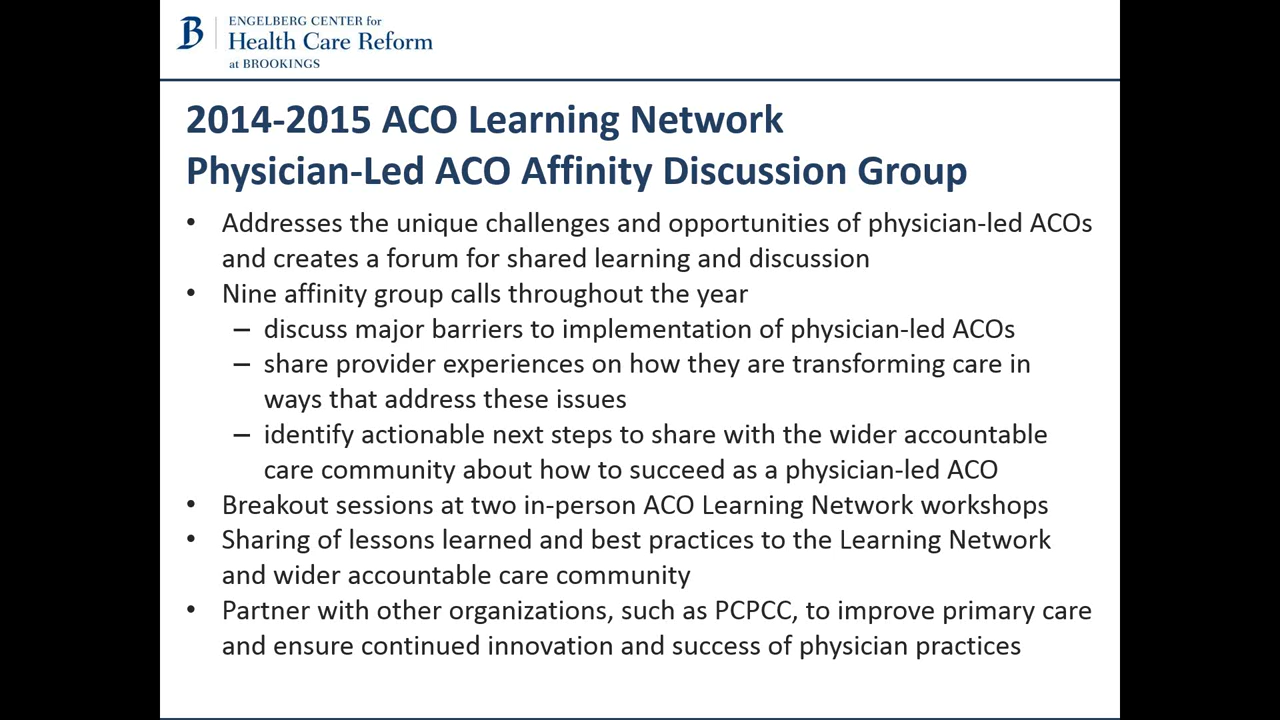 B
ENGELBERG CENTER for
Health Care Reform
at BROOKINGS
2014-2015 ACO Learning Network
Physician-Led ACO Affinity Discussion Group
• Addresses the unique challenges and opportunities of physician-led ACOs
and creates a forum for shared learning and discussion
• Nine affinity group calls throughout the year
– discuss major barriers to implementation of physician-led ACOs
– share provider experiences on how they are transforming care in
ways that address these issues
– identify actionable next steps to share with the wider accountable
care community about how to succeed as a physician-led ACO
• Breakout sessions at two in-person ACO Learning Network workshops
• Sharing of lessons learned and best practices to the Learning Network
and wider accountable care community
• Partner with other organizations, such as PCPCC, to improve primary care
and ensure continued innovation and success of physician practices